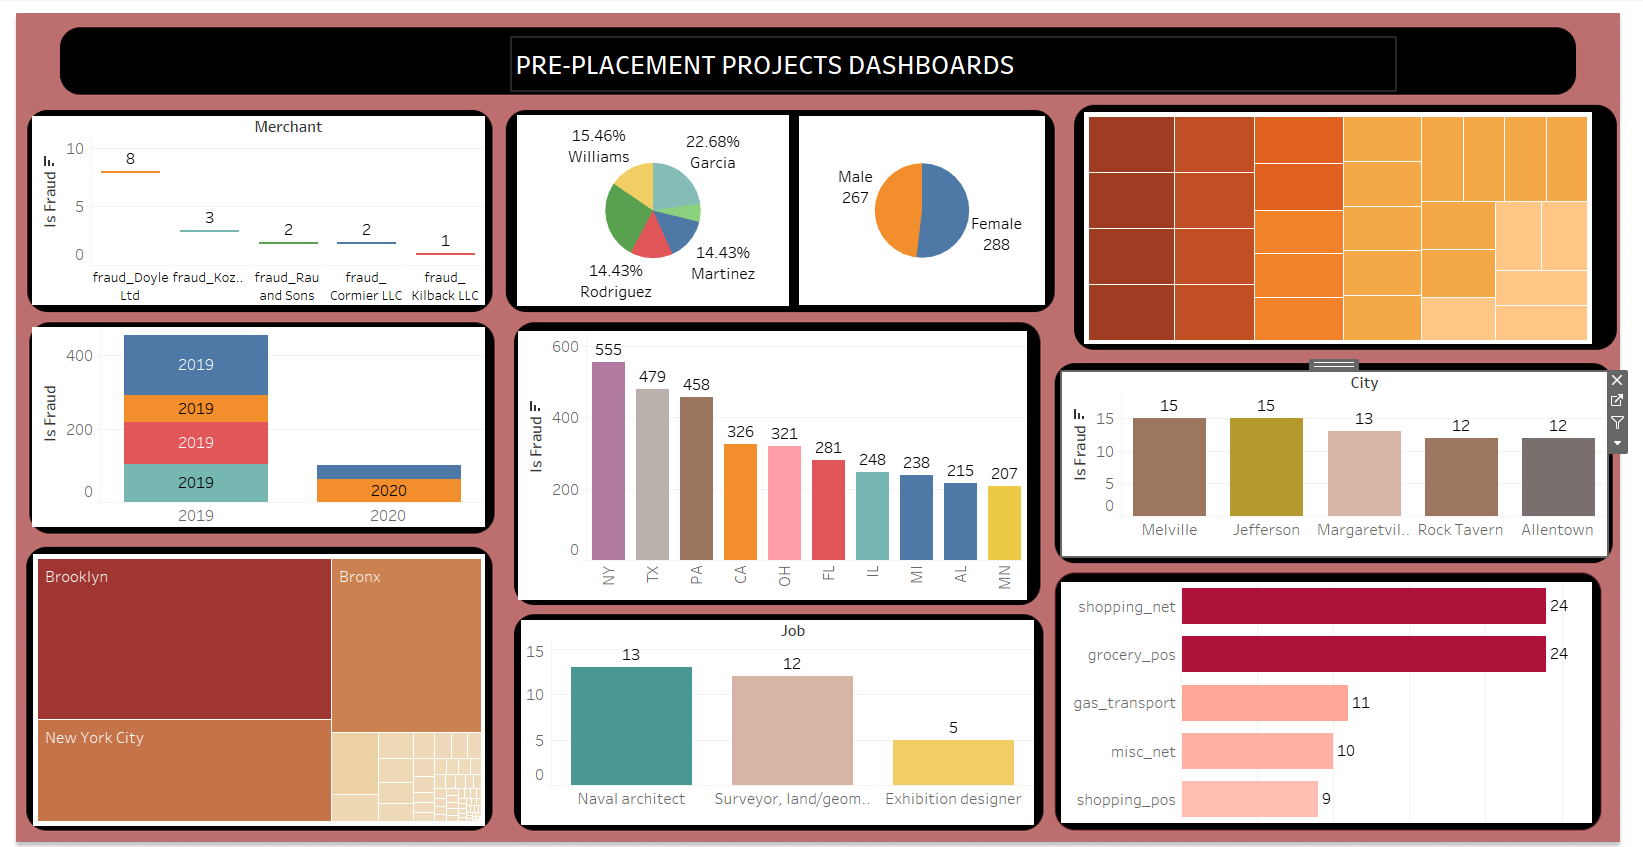 PRE-PLACEMENT PROJECTS DASHBOARDS
Merchant
Is Fraud
10
5
0
8
3
2
2
1
fraud_Doyle
Ltd
fraud_Koz..
fraud_Rau
and Sons
fraud_
Cormier LLC
fraud_
Kilback LLC
15.46%
Williams
22.68%
Garcia
14.43%
Martinez
14.43%
Rodriguez
Male
267
Female
288
Is Fraud
400
200
0
2019
2019
2019
2019
2020
2019
2020
Is Fraud
600
400
200
0
555
479
458
326
321
281
248
238
215
207
NY
TX
PA
CA
OH
FL
IL
MI
AL
MN
City
Is Fraud
15
10
5
0
15
15
13
12
12
Melville
Jefferson
Margaretvil..
Rock Tavern
Allentown
Brooklyn
Bronx
New York City
Job
15
10
5
0
13
12
5
Naval architect
Surveyor, land/geom..
Exhibition designer
shopping_net
24
grocery_pos
24
gas_transport
11
misc_net
10
shopping_pos
9